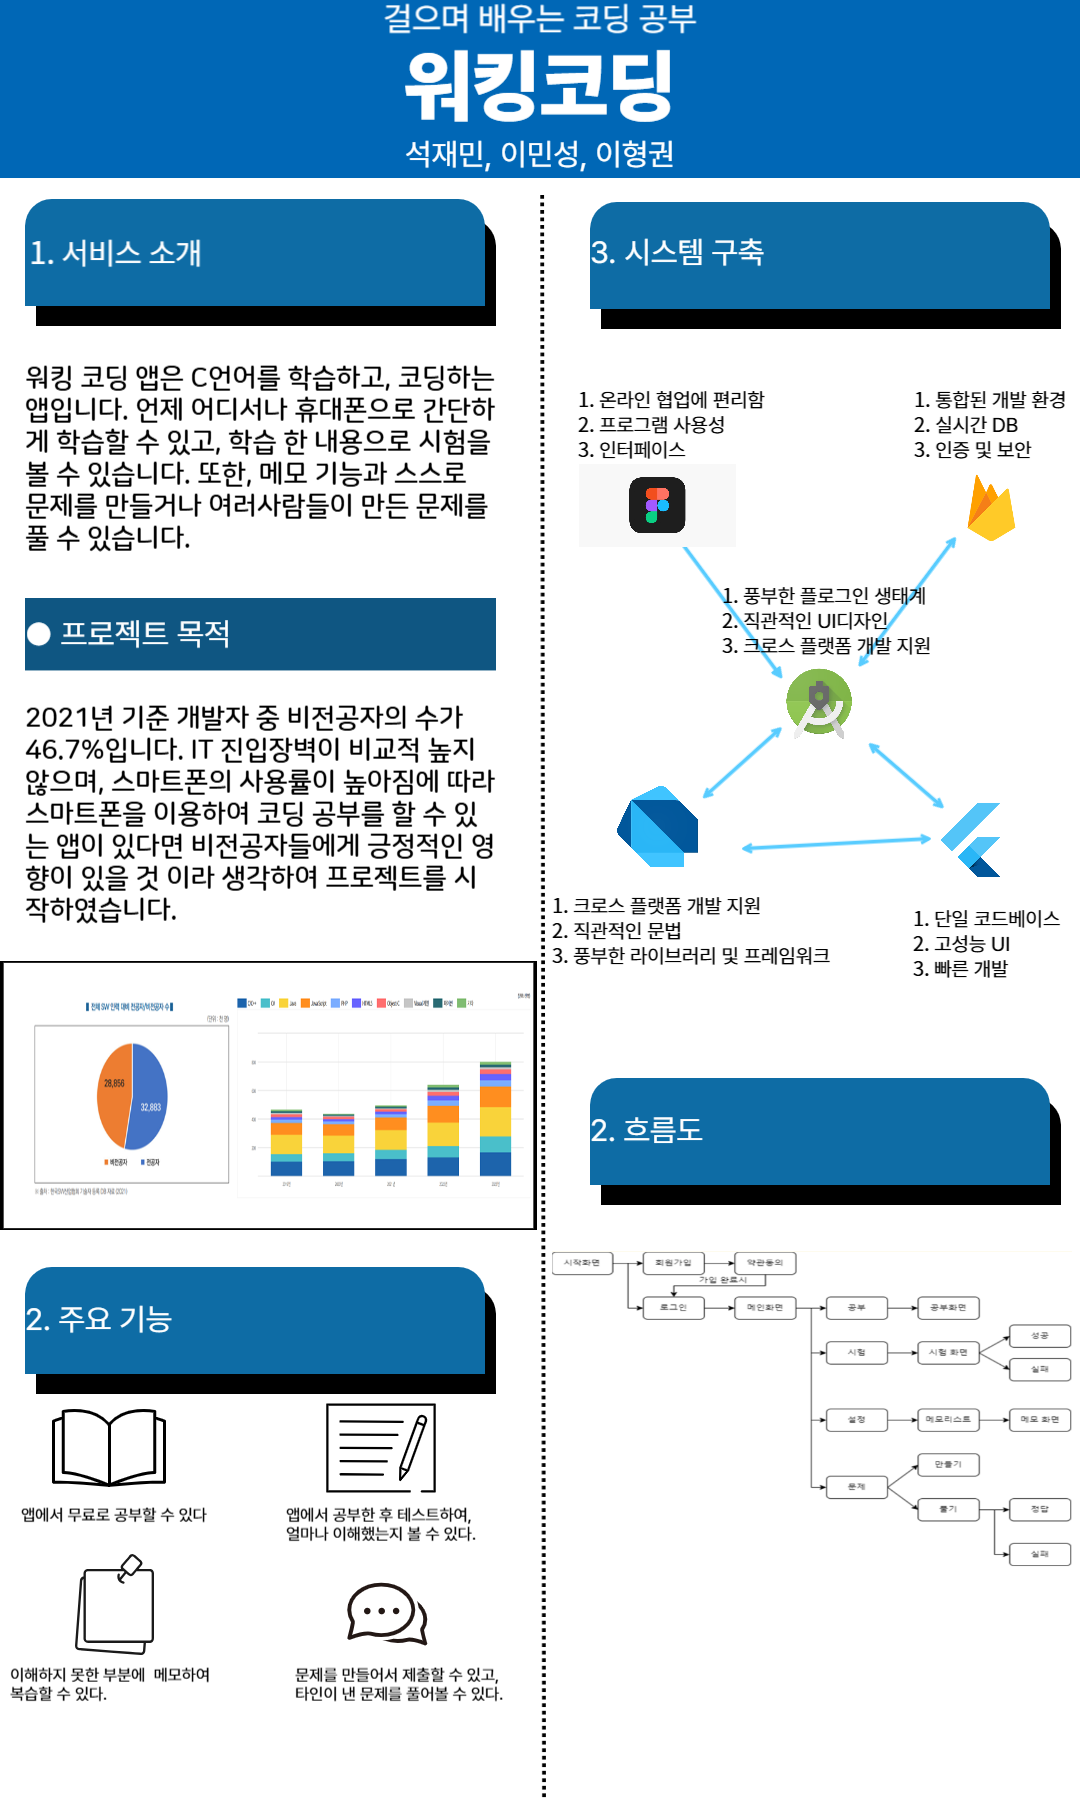 걸으며 배우는 코딩 공부
워킹코딩
석재민, 이민성, 이형권
1. 서비스 소개
워킹 코딩 앱은 C언어를 학습하고, 코딩하는
앱입니다. 언제 어디서나 휴대폰으로 간단하
게 학습할 수 있고, 학습 한 내용으로 시험을
볼 수 있습니다. 또한, 메모 기능과 스스로
문제를 만들거나 여러사람들이 만든 문제를
풀 수 있습니다.
● 프로젝트 목적
2021년 기준 개발자 중 비전공자의 수가
46.7%입니다. IT 진입장벽이 비교적 높지
않으며, 스마트폰의 사용률이 높아짐에 따라
스마트폰을 이용하여 코딩 공부를 할 수 있
는 앱이 있다면 비전공자들에게 긍정적인 영
향이 있을 것 이라 생각하여 프로젝트를 시
작하였습니다.
전체 SW 인력 대비 전공자/비전공자 수
28,856
32,883
비전공자
전공자
Java
JavaScript
PHP
HTML5
2. 주요 기능
앱에서 무료로 공부할 수 있다
앱에서 공부한 후 테스트하여,
얼마나 이해했는지 볼 수 있다.
이해하지 못한 부분에 메모하여
복습할 수 있다.
문제를 만들어서 제출할 수 있고,
타인이 낸 문제를 풀어볼 수 있다.
3. 시스템 구축
1. 온라인 협업에 편리함
2. 프로그램 사용성
3. 인터페이스
1. 통합된 개발 환경
2. 실시간 DB
3. 인증 및 보안
1. 풍부한 플로그인 생태계
2. 직관적인 UI디자인
3. 크로스 플랫폼 개발 지원
1. 크로스 플랫폼 개발 지원
2. 직관적인 문법
3. 풍부한 라이브러리 및 프레임워크
1. 단일 코드베이스
2. 고성능 UI
3. 빠른 개발
2. 흐름도
시작화면
회원가입
약관동의
가입 완료시
로그인
메인화면
공부
공부화면
시험
시험 화면
성공
실패
설정
메모리스트
메모 화면
문제
만들기
풀기
정답
실패